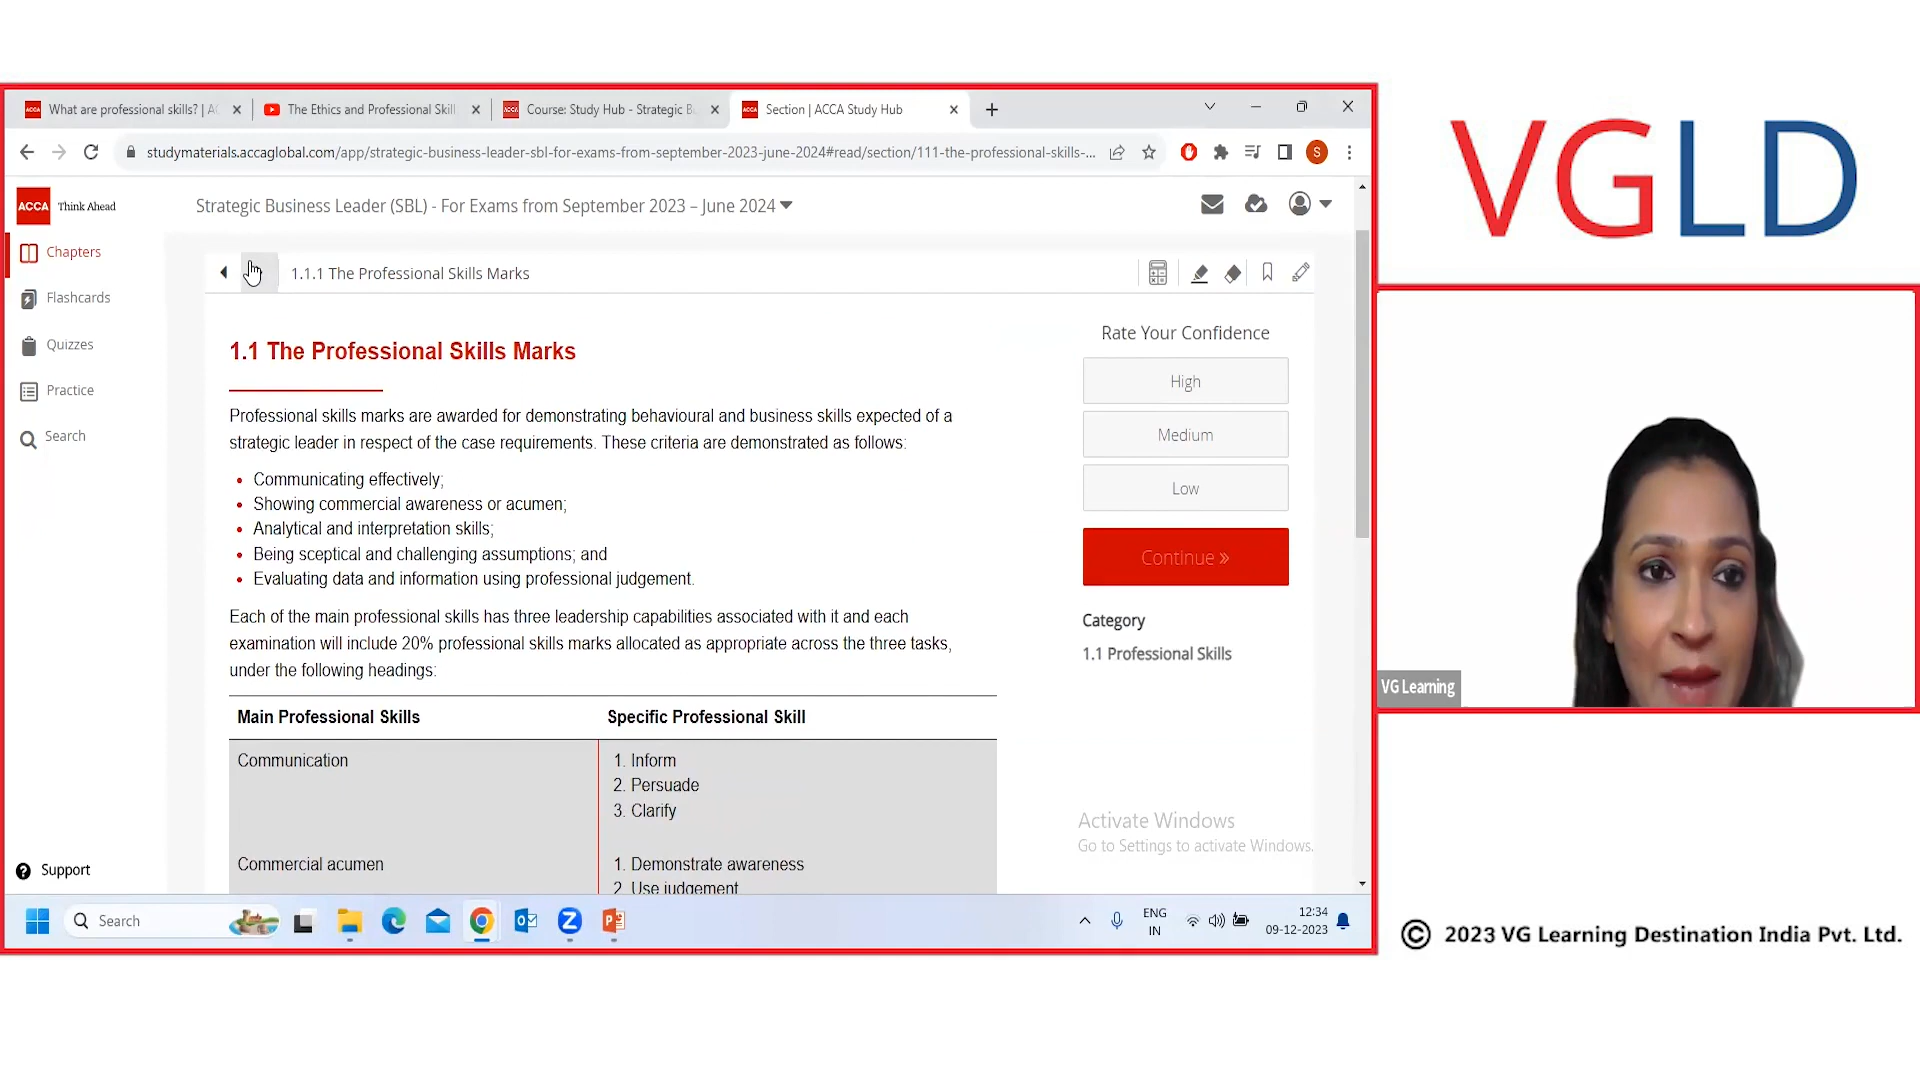 What are professional skills? | AC
The Ethics and Professional Skill
Course: Study Hub - Strategic B
Section | ACCA Study Hub
studymaterials.accaglobal.com/app/strategic-business-leader-sbl-for-exams-from-september-2023-june-2024#read/section/111-the-professional-skills-...
S
ACCA Think Ahead
Strategic Business Leader (SBL) - For Exams from September 2023 – June 2024
Chapters
Flashcards
Quizzes
Practice
Search
Support
1.1.1 The Professional Skills Marks
1.1 The Professional Skills Marks
Professional skills marks are awarded for demonstrating behavioural and business skills expected of a
strategic leader in respect of the case requirements. These criteria are demonstrated as follows:
• Communicating effectively;
• Showing commercial awareness or acumen;
• Analytical and interpretation skills;
• Being sceptical and challenging assumptions; and
• Evaluating data and information using professional judgement.
Each of the main professional skills has three leadership capabilities associated with it and each
examination will include 20% professional skills marks allocated as appropriate across the three tasks,
under the following headings:
Main Professional Skills
Specific Professional Skill
Communication
1. Inform
2. Persuade
3. Clarify
Commercial acumen
1. Demonstrate awareness
2. Use judgement
Rate Your Confidence
High
Medium
Low
Continue »
Category
1.1 Professional Skills
Activate Windows
Go to Settings to activate Windows.
Search
ENG
IN
12:34
09-12-2023
VGLD
VG Learning
© 2023 VG Learning Destination India Pvt. Ltd.